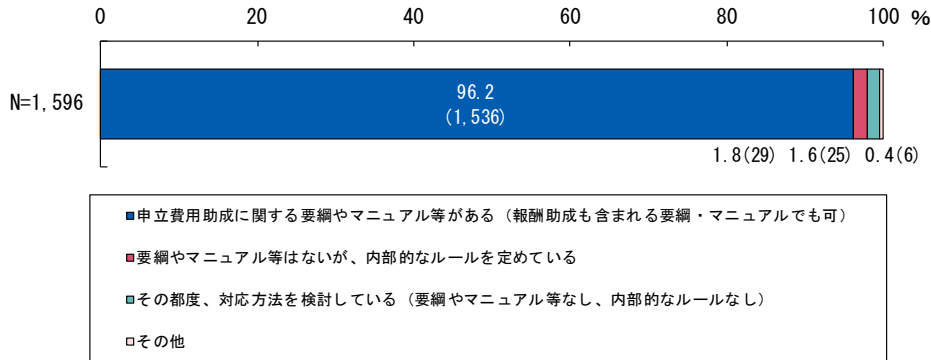 0 20 40 60 80 100 %
N=1,596
96.2
(1,536)
1.8(29) 1.6(25) 0.4(6)
■申立費用助成に関する要綱やマニュアル等がある（報酬助成も含まれる要綱・マニュアルでも可）
■要綱やマニュアル等はないが、内部的なルールを定めている
■その都度、対応方法を検討している（要綱やマニュアル等なし、内部的なルールなし）
□その他